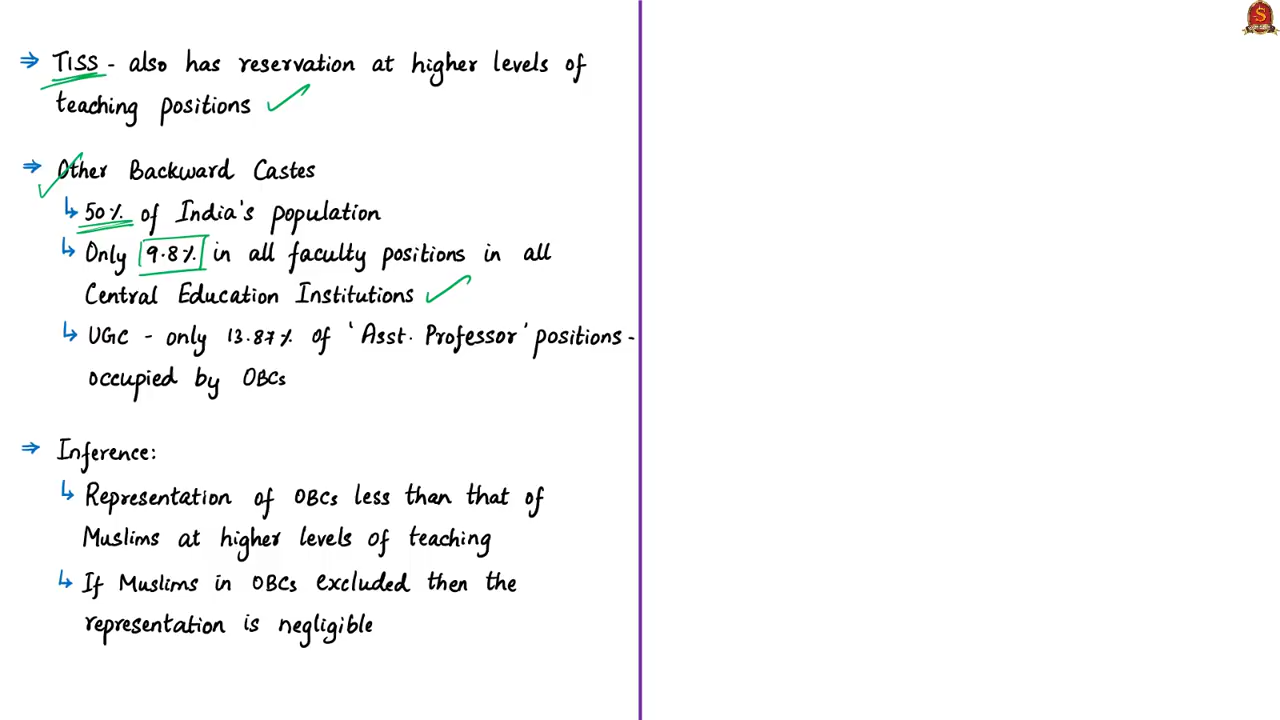 ⇒ TISS - also has reservation at higher levels of
teaching positions ✓
⇒ Other Backward Castes
↳ 50% of India's population
↳ Only 9.8% in all faculty positions in all
Central Education Institutions ✓
↳ UGC - only 13.87% of 'Asst. Professor' positions -
occupied by OBCs
⇒ Inference:
↳ Representation of OBCs less than that of
Muslims at higher levels of teaching
↳ If Muslims in OBCs excluded then the
representation is negligible